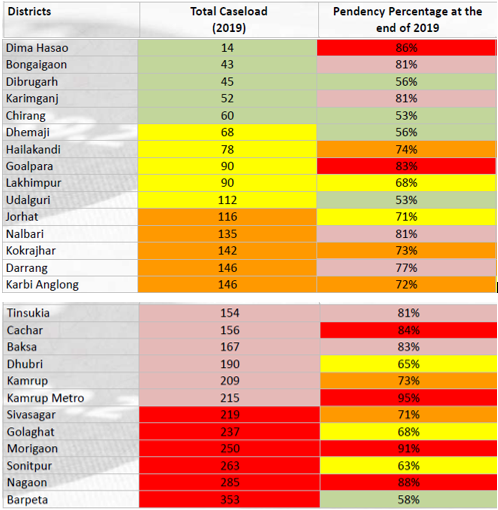 Districts Total Caseload (2019) Pendency Percentage at the end of 2019
Dima Hasao 14 86%
Bongaigaon 43 81%
Dibrugarh 45 56%
Karimganj 52 81%
Chirang 60 53%
Dhemaji 68 56%
Hailakandi 78 74%
Goalpara 90 83%
Lakhimpur 90 68%
Udalguri 112 53%
Jorhat 116 71%
Nalbari 135 81%
Kokrajhar 142 73%
Darrang 146 77%
Karbi Anglong 146 72%
Tinsukia 154 81%
Cachar 156 84%
Baksa 167 83%
Dhubri 190 65%
Kamrup 209 73%
Kamrup Metro 215 95%
Sivasagar 219 71%
Golaghat 237 68%
Morigaon 250 91%
Sonitpur 263 63%
Nagaon 285 88%
Barpeta 353 58%